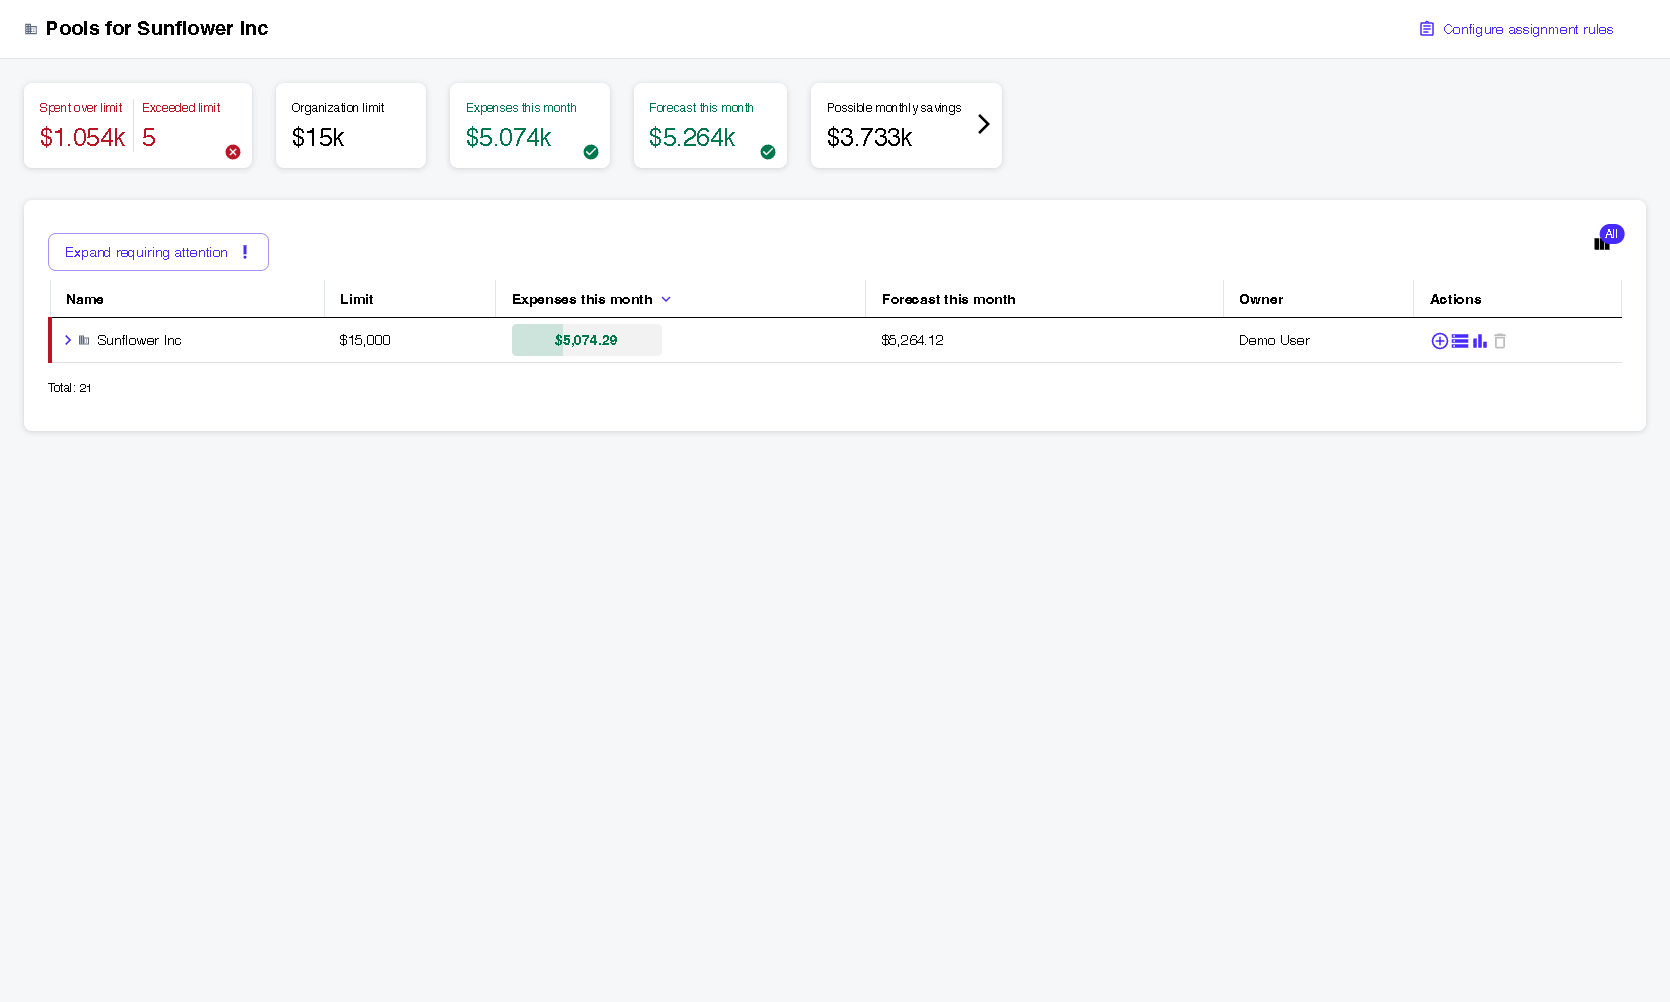 Pools for Sunflower Inc
Configure assignment rules
Spent over limit
Exceeded limit
$1.054k
5
Organization limit
$15k
Expenses this month
$5.074k
Forecast this month
$5.264k
Possible monthly savings
$3.733k
Expand requiring attention
All
Name Limit Expenses this month Forecast this month Owner Actions
Sunflower Inc $15,000 $5,074.29 $5,264.12 Demo User
Total: 21